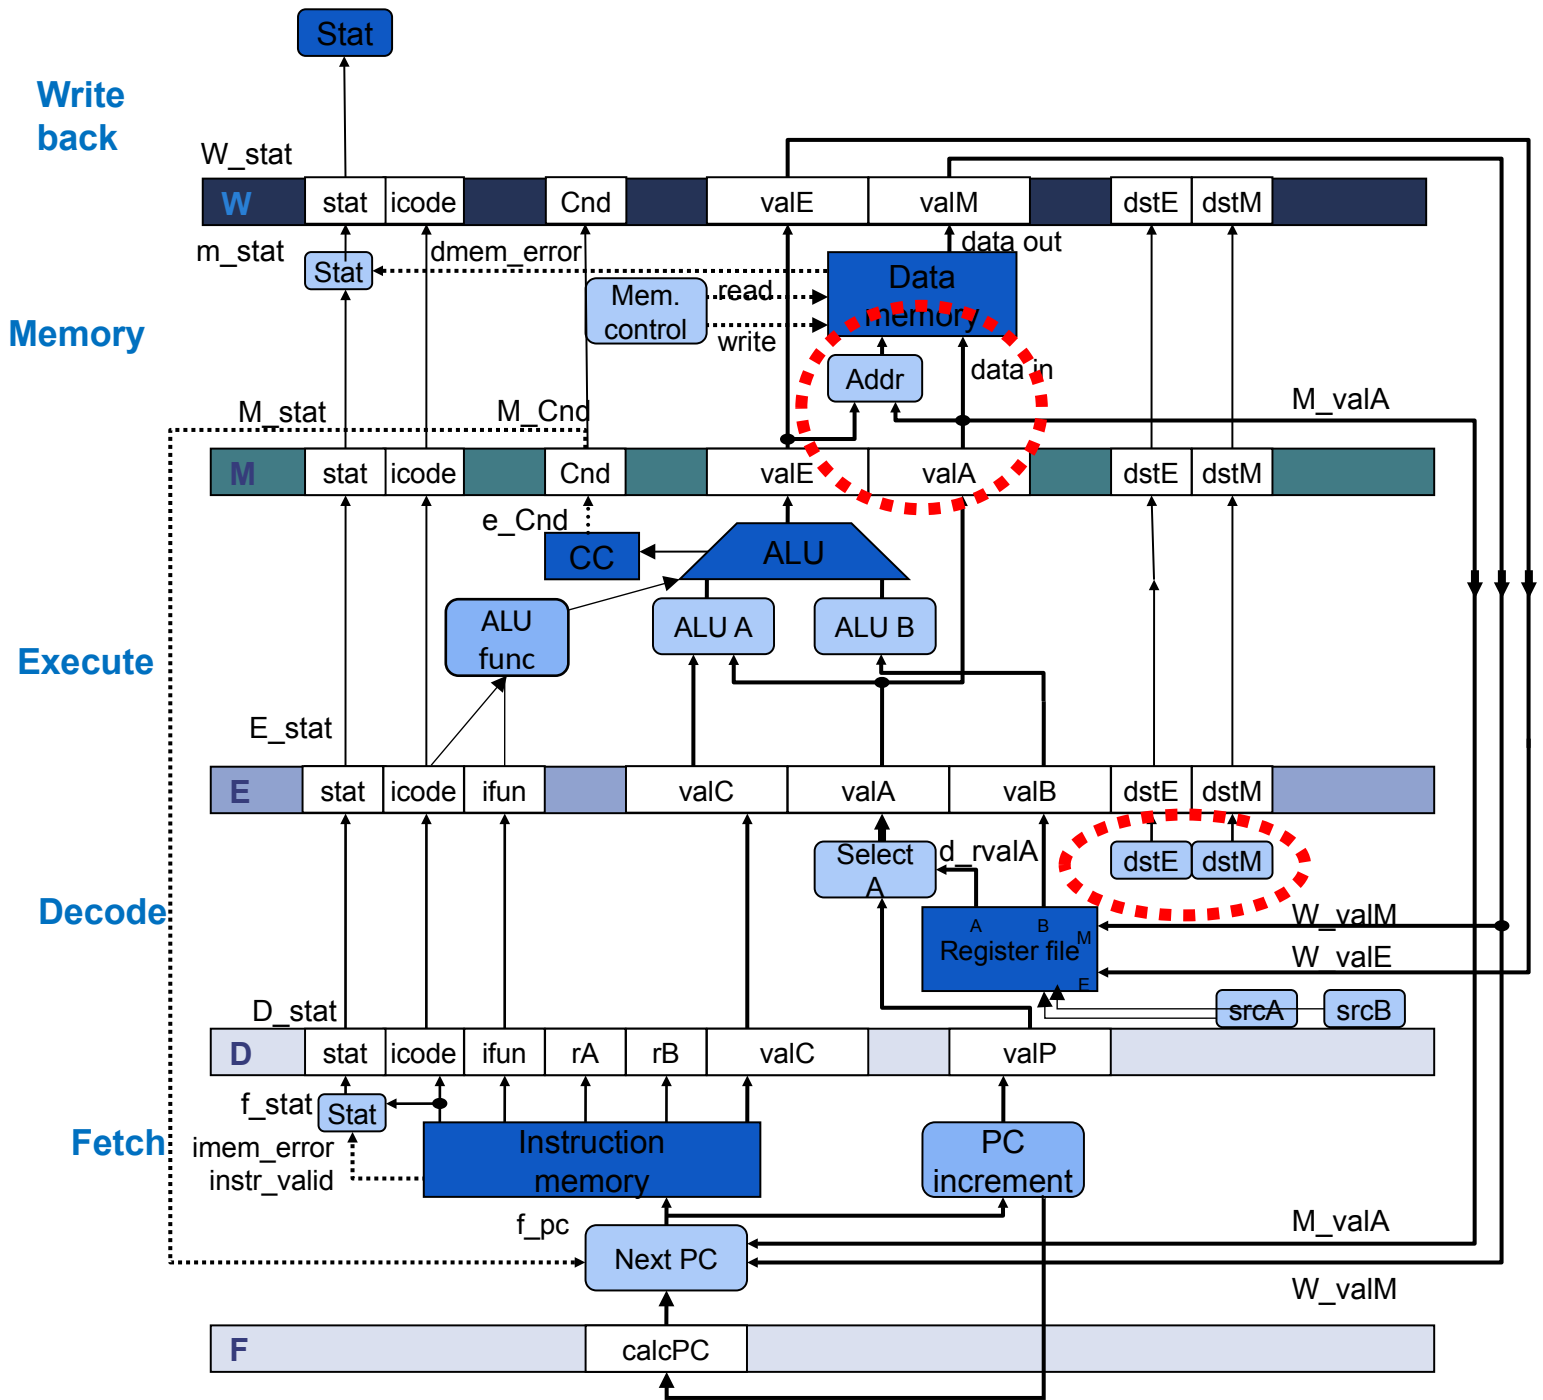 Stat
Write
back
W_stat
W stat icode Cnd valE valM dstE dstM
m_stat dmem_error data out
Stat
Data
memory
Mem.
control
read
write
Memory
Addr data in
M_stat M_Cnd M_valA
M stat icode Cnd valE valA dstE dstM
e_Cnd
CC ALU
ALU
func
ALU A ALU B
Execute
E_stat
E stat icode ifun valC valA valB dstE dstM
Select
A
d_rvalA dstE dstM
Decode
A B M
Register file
E
W_valM
W_valE
D_stat srcA srcB
D stat icode ifun rA rB valC valP
f_stat Stat
Fetch
imem_error
instr_valid
Instruction
memory
PC
increment
f_pc M_valA
Next PC
W_valM
F calcPC